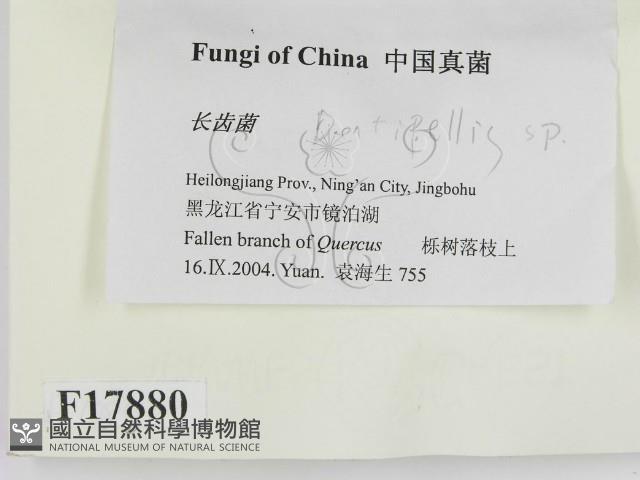 Fungi of China 中国真菌
长齿菌 Dentipellis sp.
Heilongjiang Prov., Ning'an City, Jingbohu
黑龙江省宁安市镜泊湖
Fallen branch of Quercus 栎树落枝上
16.Ⅸ.2004. Yuan. 袁海生 755
F17880
國立自然科學博物館
NATIONAL MUSEUM OF NATURAL SCIENCE